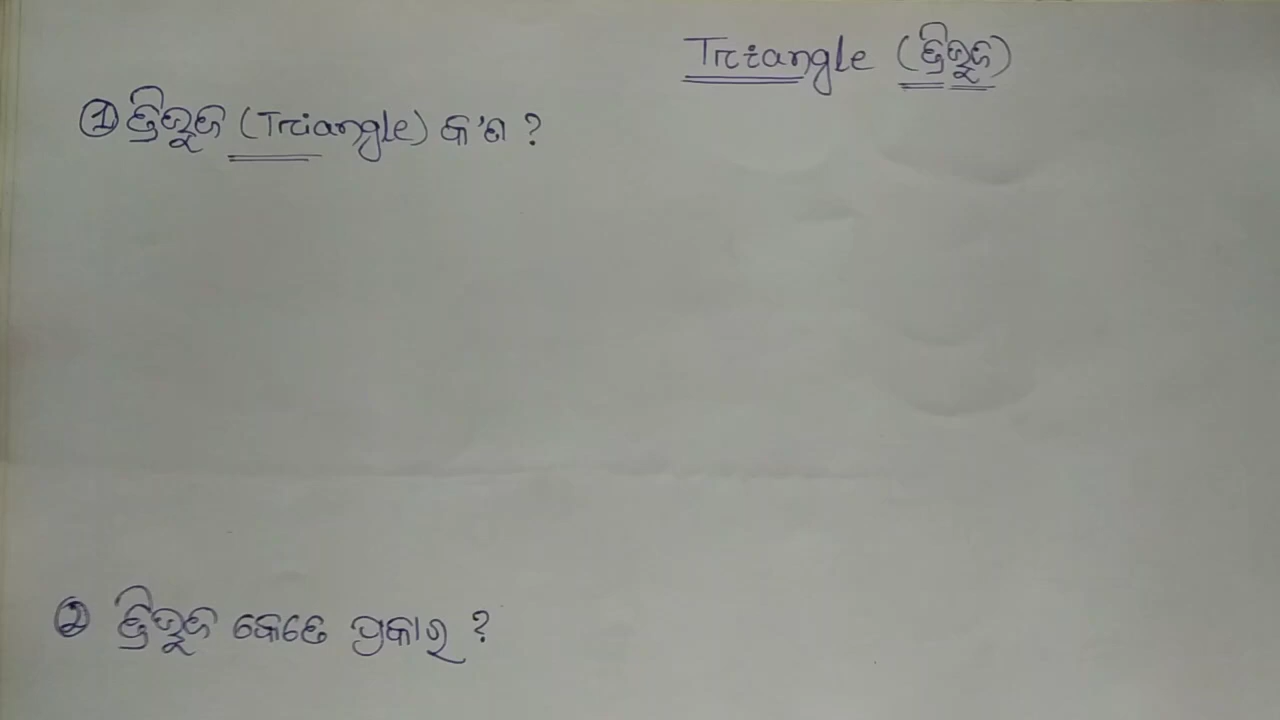 Triangle (ତ୍ରିଭୂଜ)
① ତ୍ରିଭୂଜ (Triangle) କ'ଣ ?
② ତ୍ରିଭୂଜ କେତେ ପ୍ରକାର ?